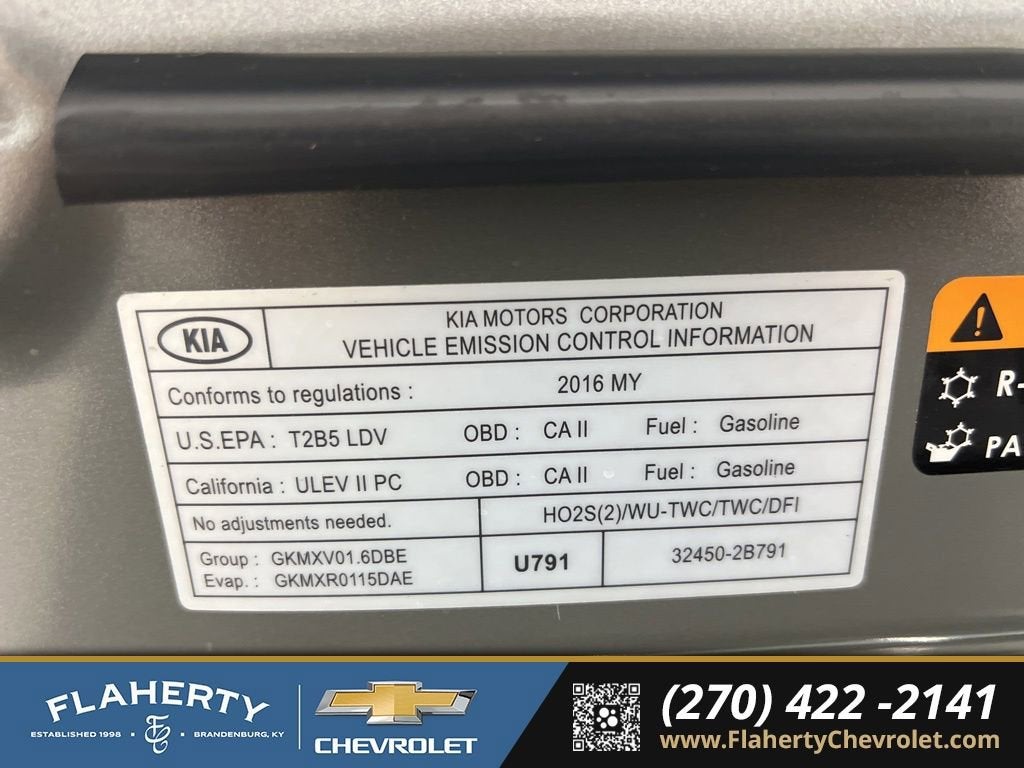 KIA
KIA MOTORS CORPORATION
VEHICLE EMISSION CONTROL INFORMATION
Conforms to regulations : 2016 MY
U.S.EPA : T2B5 LDV OBD : CA II Fuel : Gasoline
California : ULEV II PC OBD : CA II Fuel : Gasoline
No adjustments needed. HO2S(2)/WU-TWC/TWC/DFI
Group : GKMXV01.6DBE
Evap. : GKMXR0115DAE
U791 32450-2B791
R-
PA
FLAHERTY
ESTABLISHED 1998 • BRANDENBURG, KY
CHEVROLET
(270) 422 -2141
www.FlahertyChevrolet.com